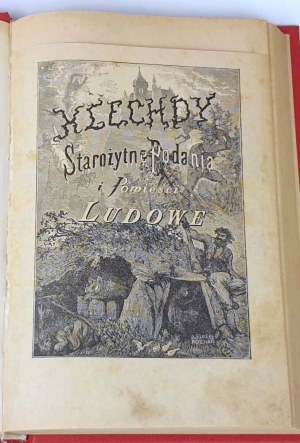 KLECHDY
Starożytne Podania
i Powieści
LUDOWE